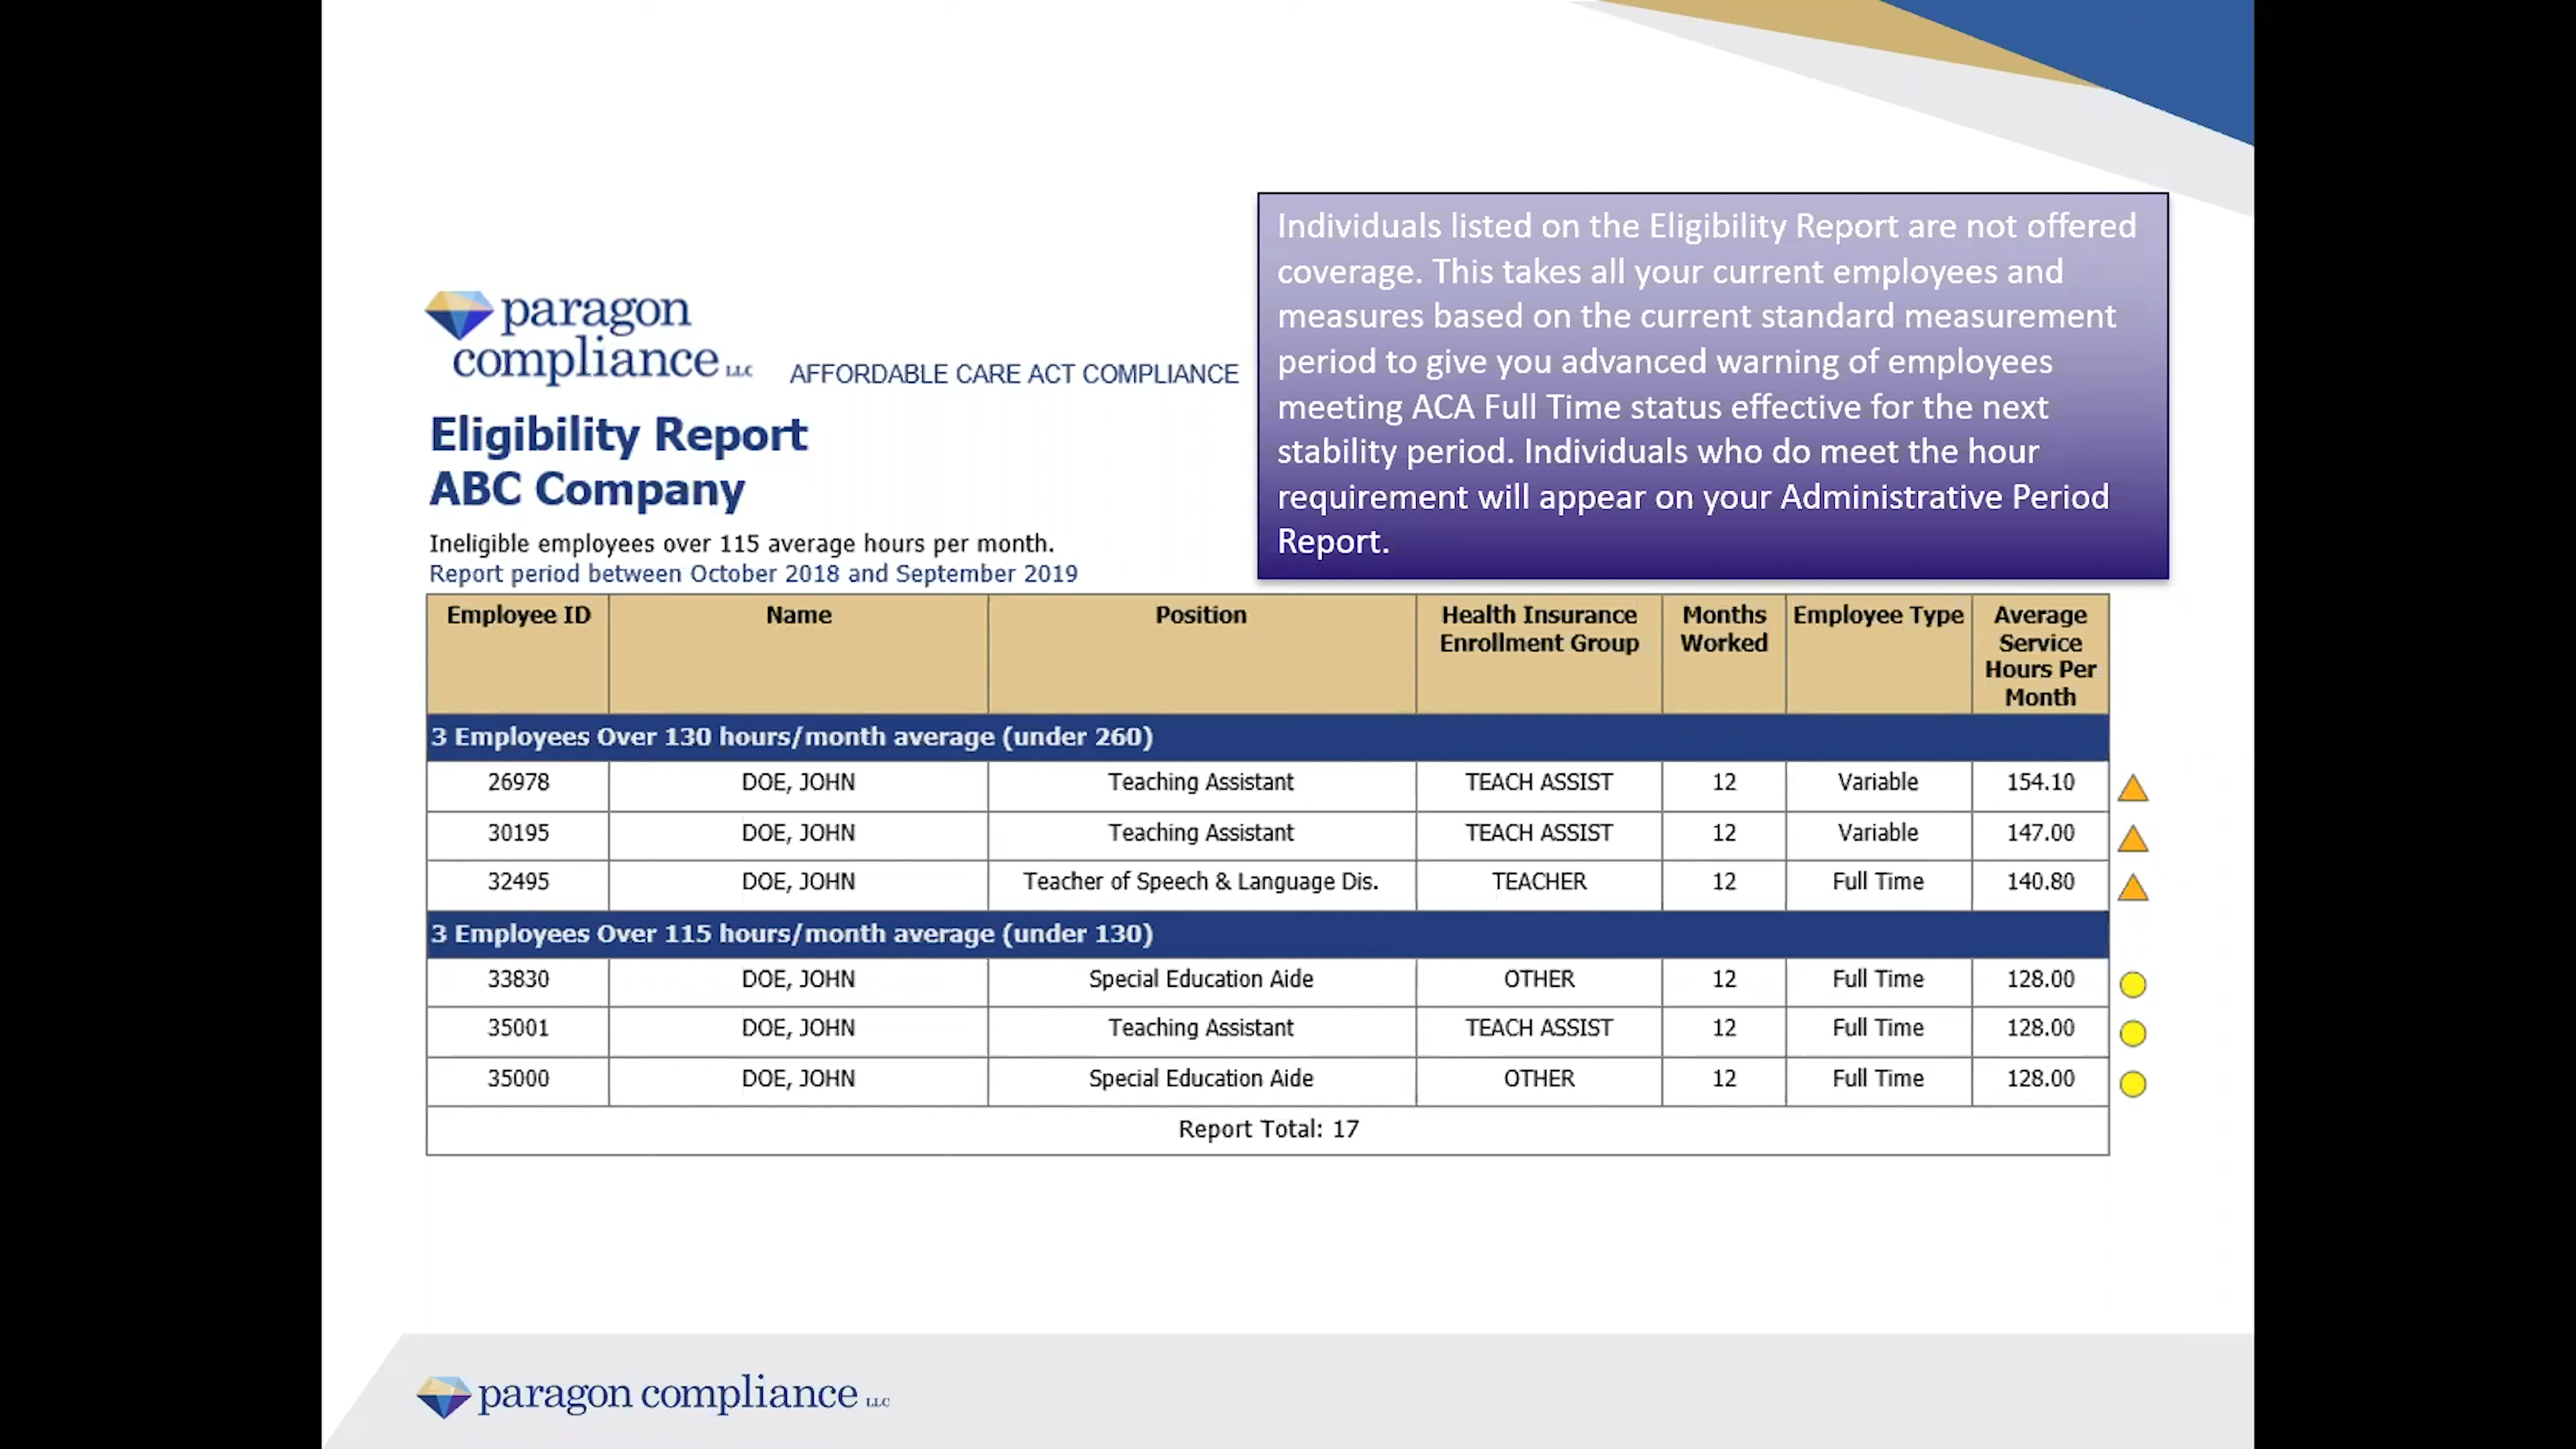 Individuals listed on the Eligibility Report are not offered
coverage. This takes all your current employees and
measures based on the current standard measurement
period to give you advanced warning of employees
meeting ACA Full Time status effective for the next
stability period. Individuals who do meet the hour
requirement will appear on your Administrative Period
Report.
paragon
compliance LLC AFFORDABLE CARE ACT COMPLIANCE
Eligibility Report
ABC Company
Ineligible employees over 115 average hours per month.
Report period between October 2018 and September 2019
Employee ID Name Position Health Insurance Enrollment Group Months Worked Employee Type Average Service Hours Per Month
3 Employees Over 130 hours/month average (under 260)
26978 DOE, JOHN Teaching Assistant TEACH ASSIST 12 Variable 154.10
30195 DOE, JOHN Teaching Assistant TEACH ASSIST 12 Variable 147.00
32495 DOE, JOHN Teacher of Speech & Language Dis. TEACHER 12 Full Time 140.80
3 Employees Over 115 hours/month average (under 130)
33830 DOE, JOHN Special Education Aide OTHER 12 Full Time 128.00
35001 DOE, JOHN Teaching Assistant TEACH ASSIST 12 Full Time 128.00
35000 DOE, JOHN Special Education Aide OTHER 12 Full Time 128.00
Report Total: 17
paragon compliance LLC